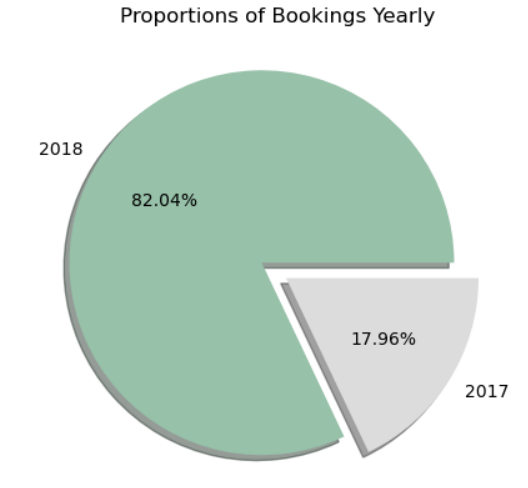 Proportions of Bookings Yearly
2018
82.04%
17.96%
2017